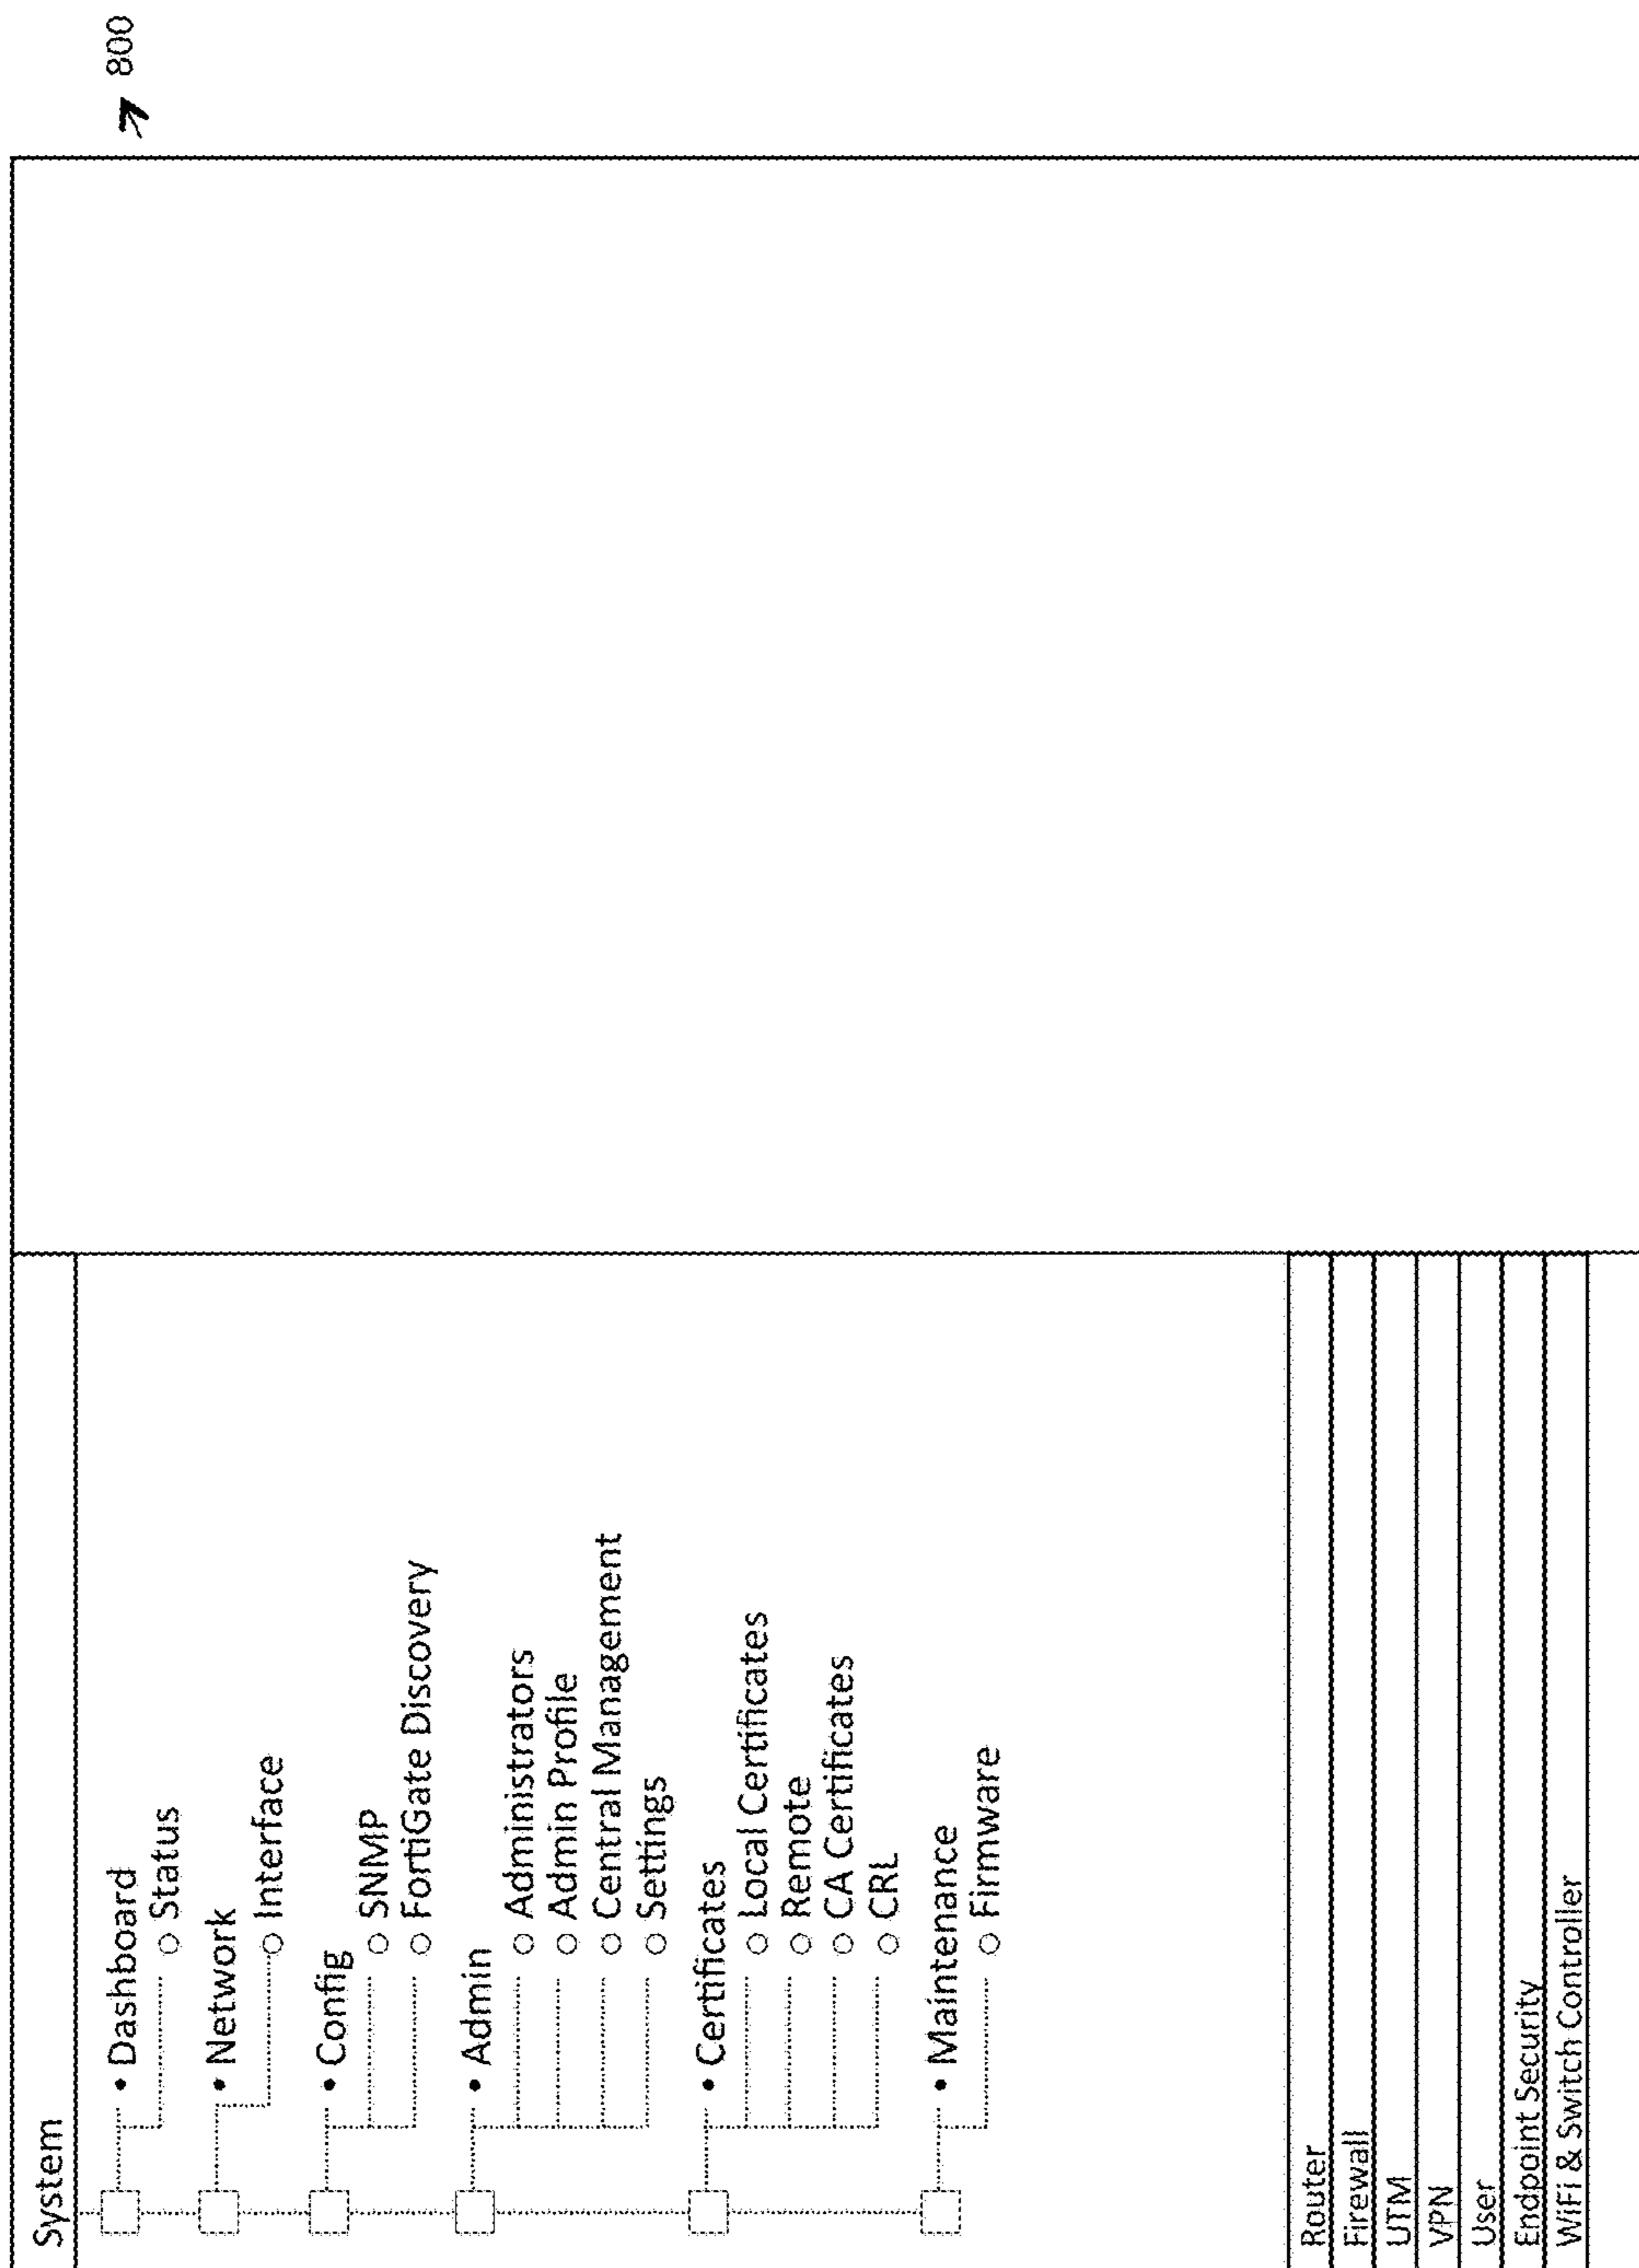 800
System
• Dashboard
○ Status
• Network
○ Interface
• Config
○ SNMP
○ FortiGate Discovery
• Admin
○ Administrators
○ Admin Profile
○ Central Management
○ Settings
• Certificates
○ Local Certificates
○ Remote
○ CA Certificates
○ CRL
• Maintenance
○ Firmware
Router
Firewall
UTM
VPN
User
Endpoint Security
WiFi & Switch Controller